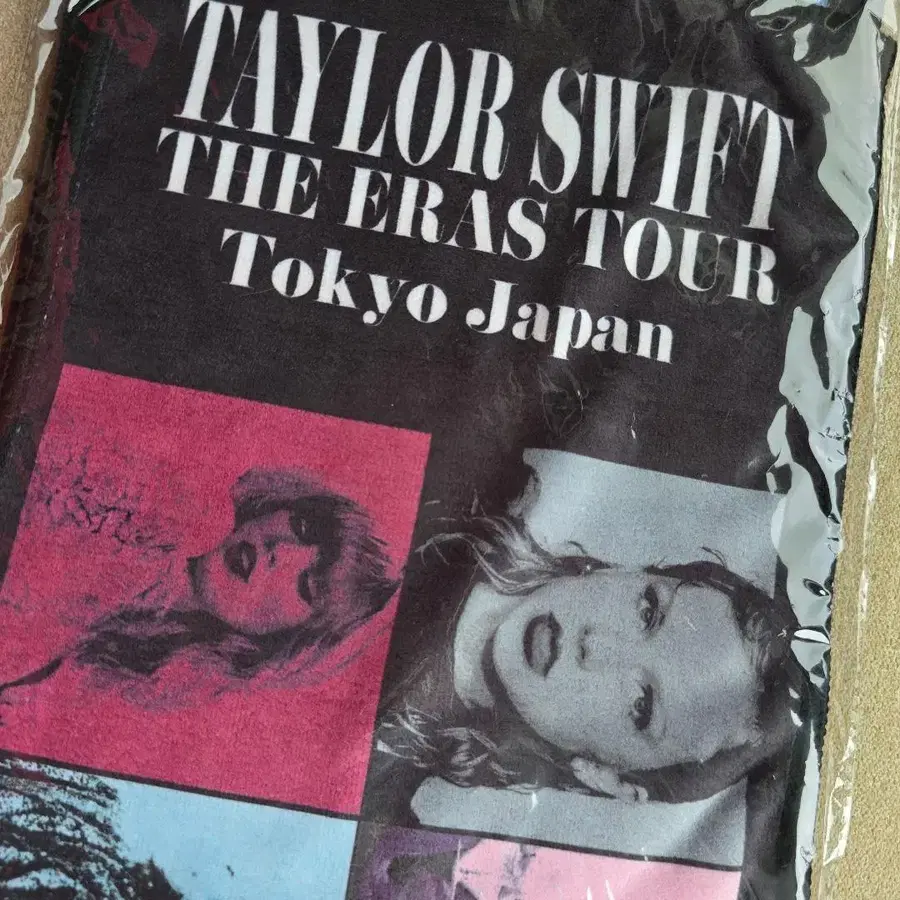 TAYLOR SWIFT
THE ERAS TOUR
Tokyo Japan